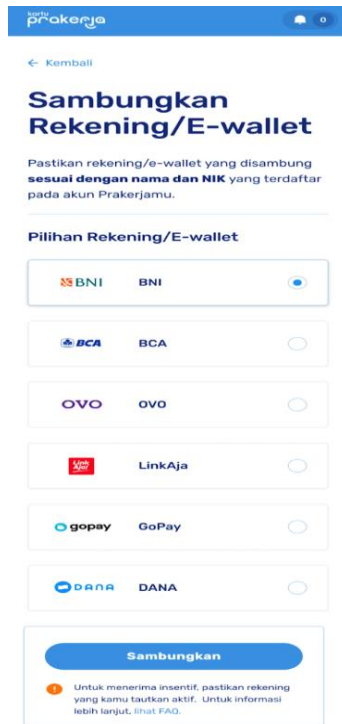 kartu
prakerja
0
← Kembali
Sambungkan
Rekening/E-wallet
Pastikan rekening/e-wallet yang disambung
sesuai dengan nama dan NIK yang terdaftar
pada akun Prakerjamu.
Pilihan Rekening/E-wallet
BNI BNI
BCA BCA
OVO OVO
LinkAja LinkAja
gopay GoPay
DANA DANA
Sambungkan
! Untuk menerima insentif, pastikan rekening
yang kamu tautkan aktif. Untuk informasi
lebih lanjut, lihat FAQ.